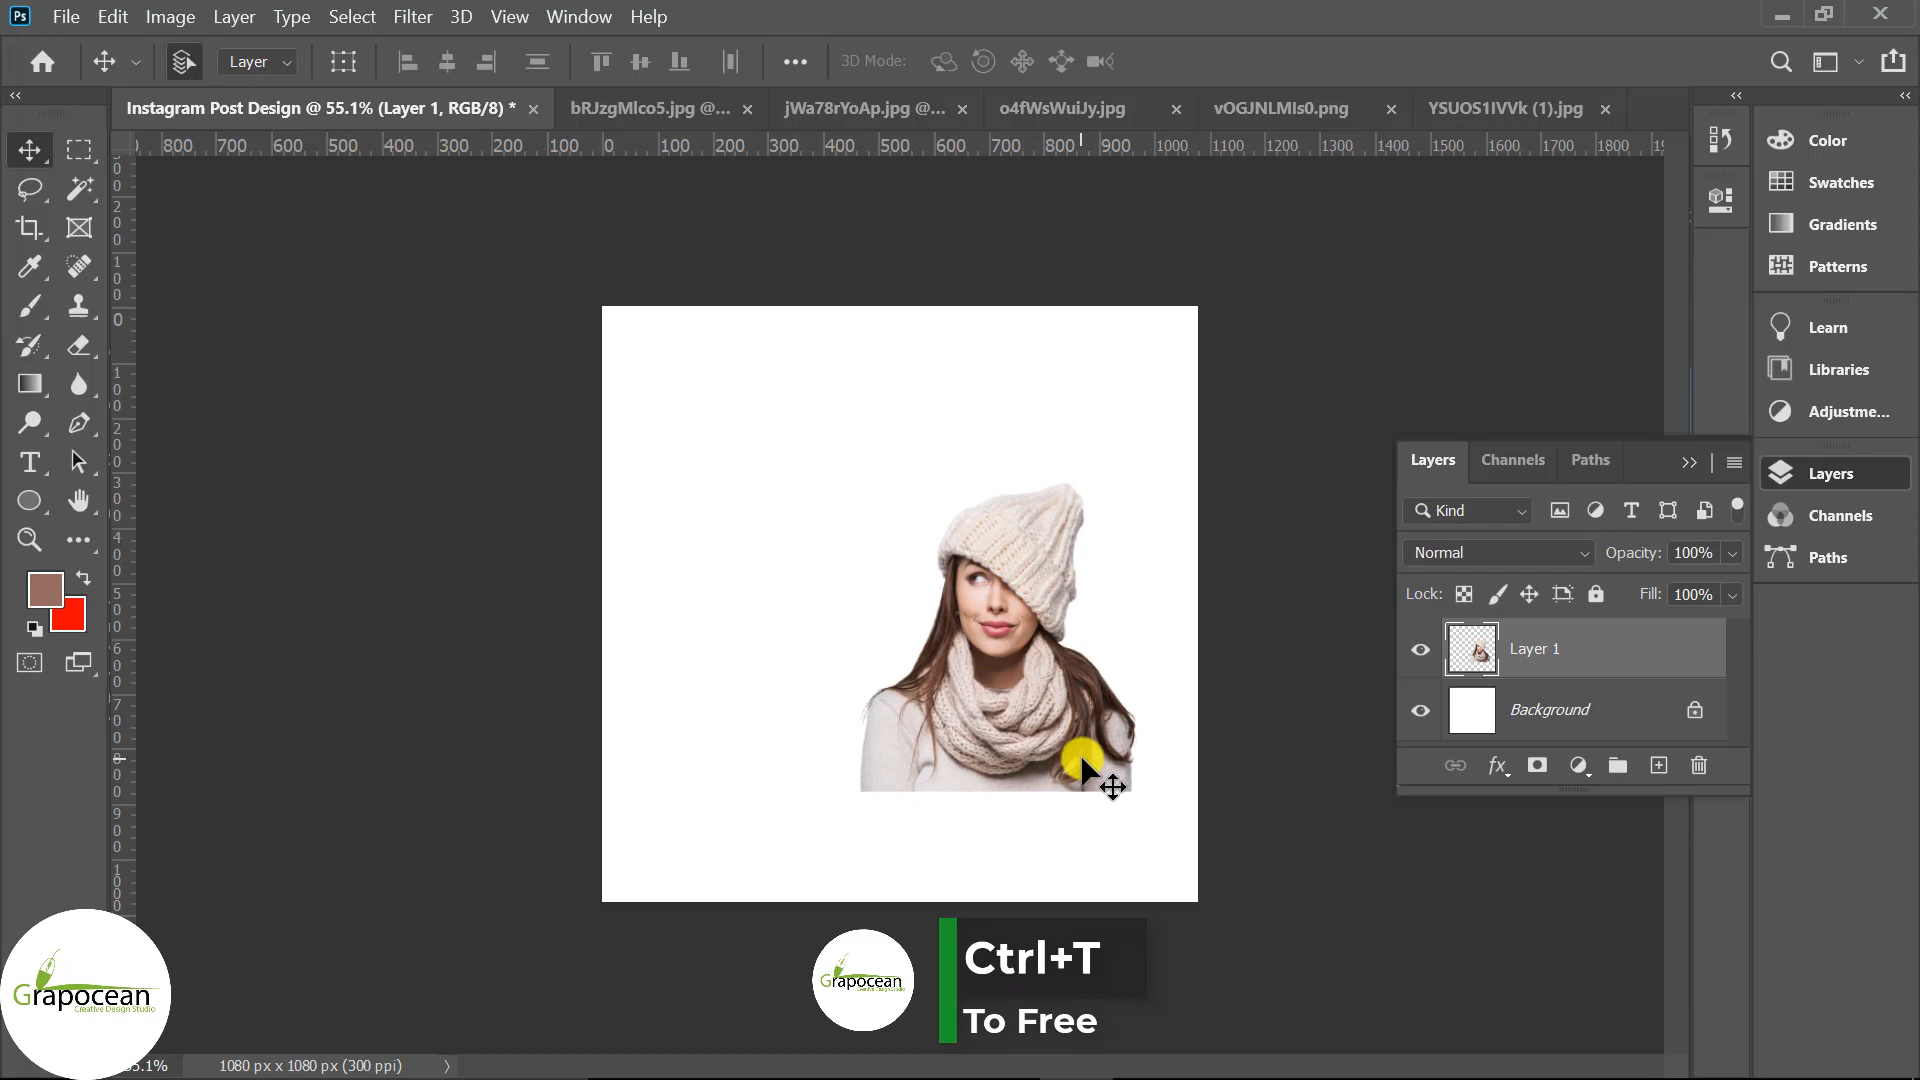 Ps File Edit Image Layer Type Select Filter 3D View Window Help
Layer 3D Mode:
Instagram Post Design @ 55.1% (Layer 1, RGB/8) * bRJzgMlco5.jpg @... jWa78rYoAp.jpg @... o4fWsWuiJy.jpg vOGJNLMIs0.png YSUOS1IVVk (1).jpg
800 700 600 500 400 300 200 100 0 100 200 300 400 500 600 700 800 900 1000 1100 1200 1300 1400 1500 1600 1700 1800
Color
Swatches
Gradients
Patterns
Learn
Libraries
Adjustme...
Layers
Channels
Paths
Layers Channels Paths
Kind
Normal Opacity: 100%
Lock: Fill: 100%
Layer 1
Background
fx
Grapocean
Creative Design Studio
Grapocean
Ctrl+T
To Free
1080 px x 1080 px (300 ppi)